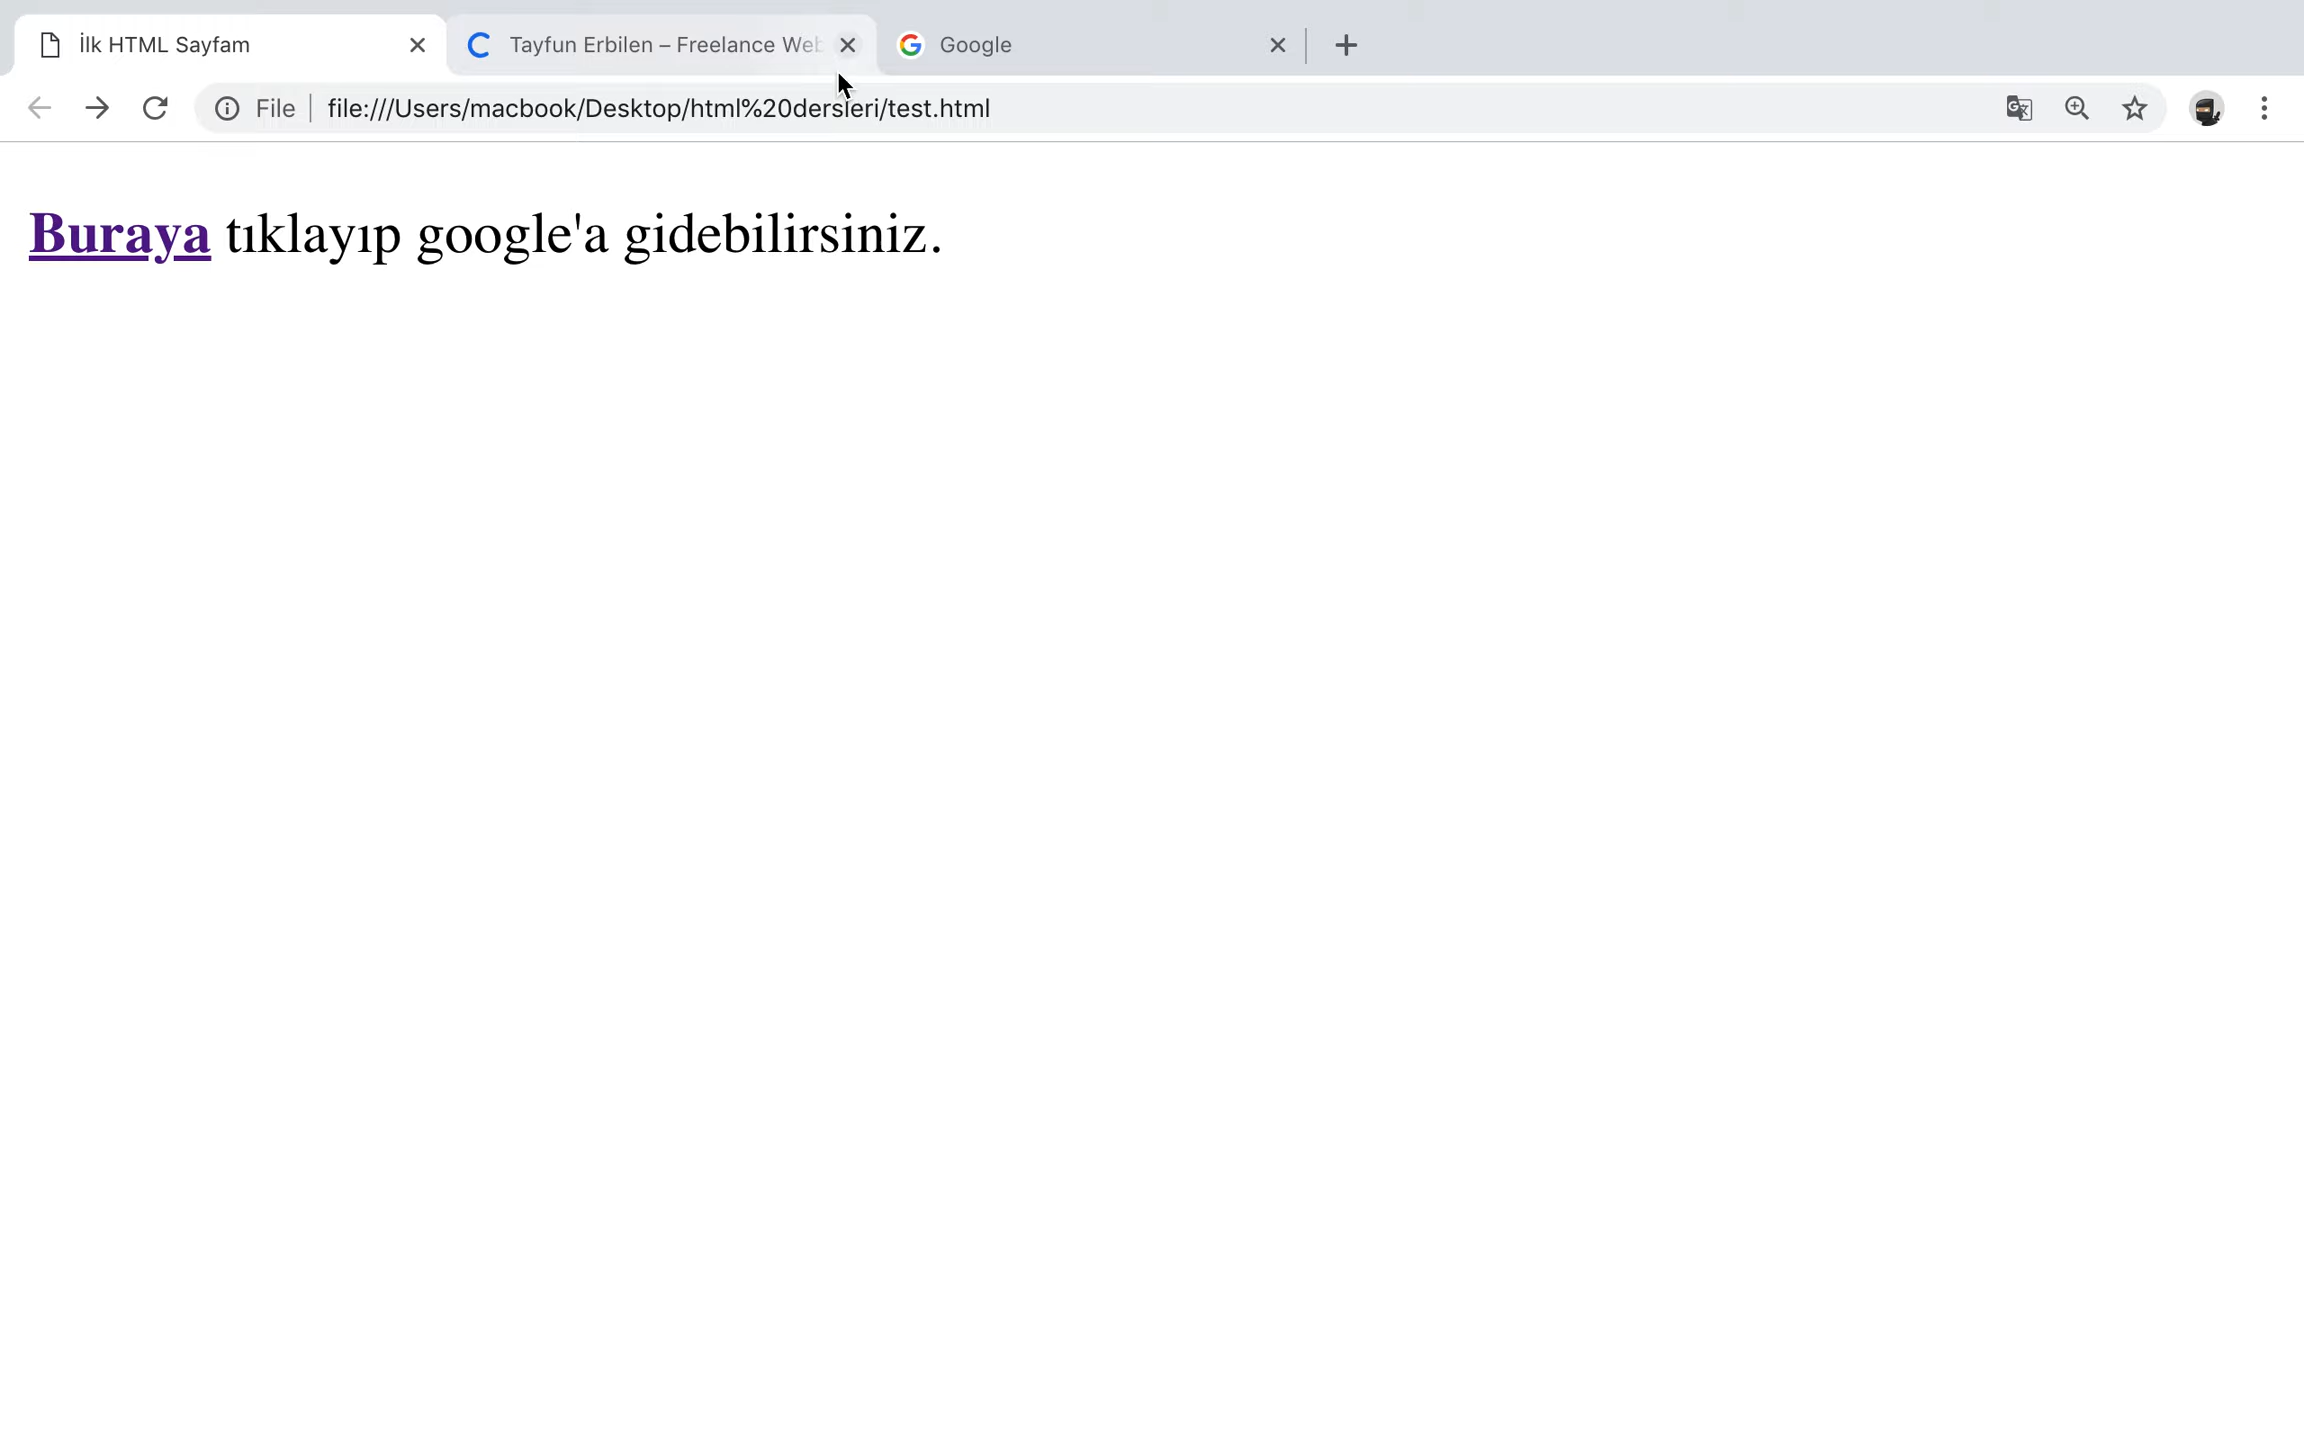 İlk HTML Sayfam
Tayfun Erbilen – Freelance Web
Google
File
file:///Users/macbook/Desktop/html%20dersleri/test.html
Buraya tıklayıp google'a gidebilirsiniz.